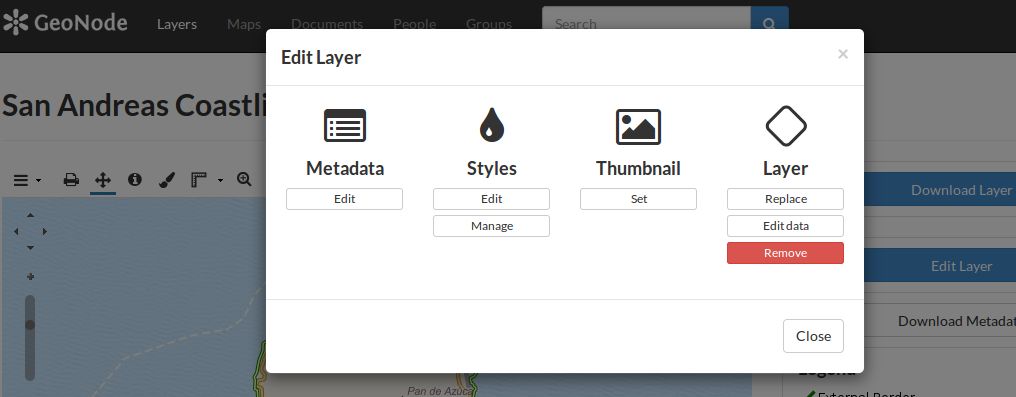 GeoNode Layers Maps Documents People Groups Search
Edit Layer ×
San Andreas Coastli
Metadata Styles Thumbnail Layer
Edit Edit Set Replace
Manage Edit data
Remove
Download Layer
Edit Layer
Close
Download Metadat
Legend
External Border
Pan de Azúca